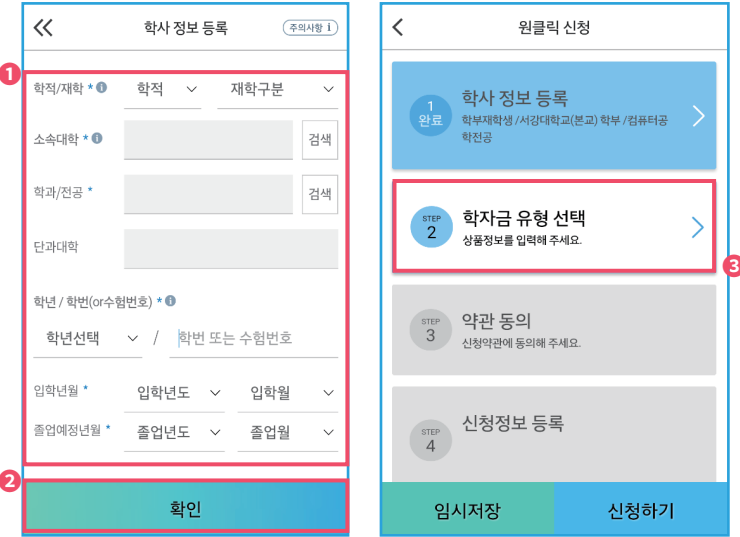 학사 정보 등록
주의사항 i
1
학적/재학 * i
학적
재학구분
소속대학 * i
검색
학과/전공 *
검색
단과대학
학년 / 학번(or수험번호) * i
학년선택 / 학번 또는 수험번호
입학년월 *
입학년도
입학월
졸업예정년월 *
졸업년도
졸업월
2
확인
원클릭 신청
1
완료
학사 정보 등록
학부재학생 /서강대학교(본교) 학부 /컴퓨터공
학전공
STEP
2
학자금 유형 선택
상품정보를 입력해 주세요.
3
STEP
3
약관 동의
신청약관에 동의해 주세요.
STEP
4
신청정보 등록
임시저장
신청하기